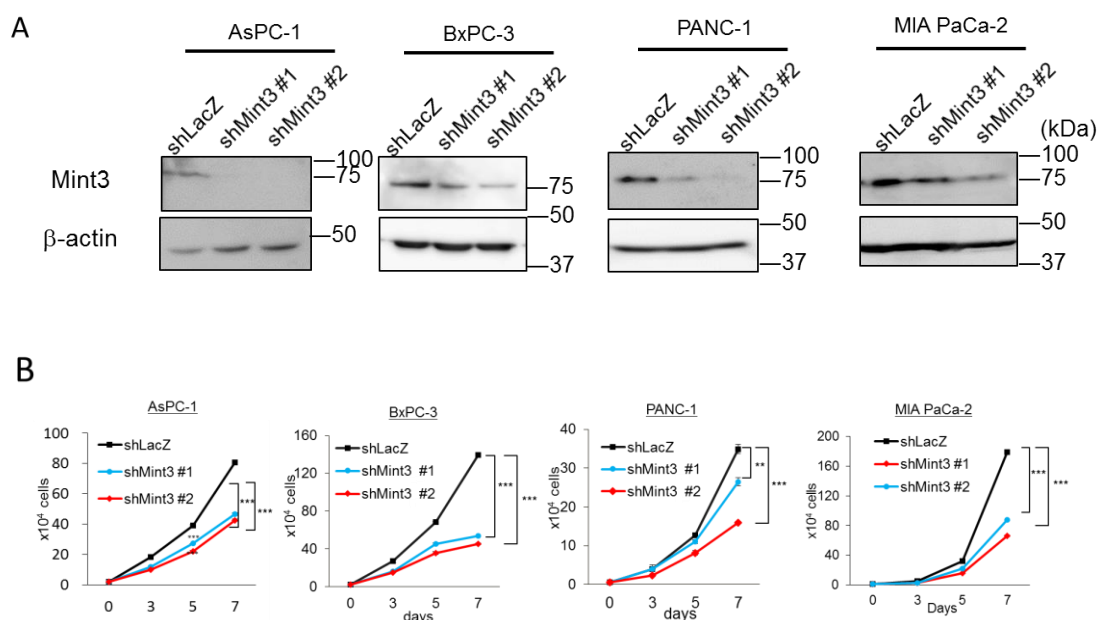 A
AsPC-1
BxPC-3
PANC-1
MIA PaCa-2
shLacZ
shMint3 #1
shMint3 #2
shLacZ
shMint3 #1
shMint3 #2
shLacZ
shMint3 #1
shMint3 #2
shLacZ
shMint3 #1
shMint3 #2
(kDa)
Mint3
100
75
75
100
75
100
75
β-actin
50
50
37
50
37
50
37
B
AsPC-1
x10⁴ cells
100
80
60
40
20
0
shLacZ
shMint3 #1
shMint3 #2
***
***
***
**
0 3 5 7
BxPC-3
x10⁴ cells
160
120
80
40
0
shLacZ
shMint3 #1
shMint3 #2
***
***
0 3 5 7
days
PANC-1
x10⁴ cells
40
30
20
10
0
shLacZ
shMint3 #1
shMint3 #2
**
***
0 3 5 7
days
MIA PaCa-2
x10⁴ cells
200
160
120
80
40
0
shLacZ
shMint3 #1
shMint3 #2
***
***
0 3 5 7
Days